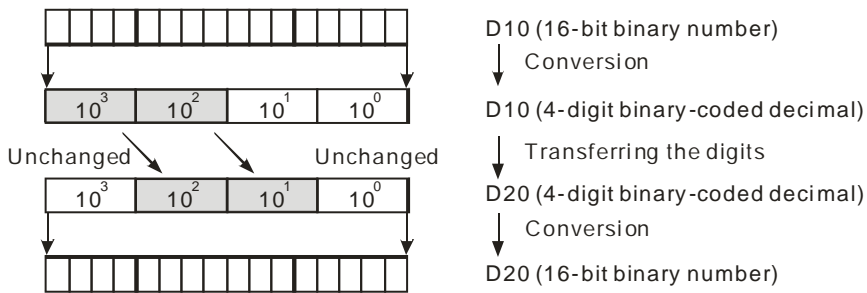 D10 (16-bit binary number)
Conversion
10³ 10² 10¹ 10⁰ D10 (4-digit binary-coded decimal)
Unchanged Unchanged Transferring the digits
10³ 10² 10¹ 10⁰ D20 (4-digit binary-coded decimal)
Conversion
D20 (16-bit binary number)